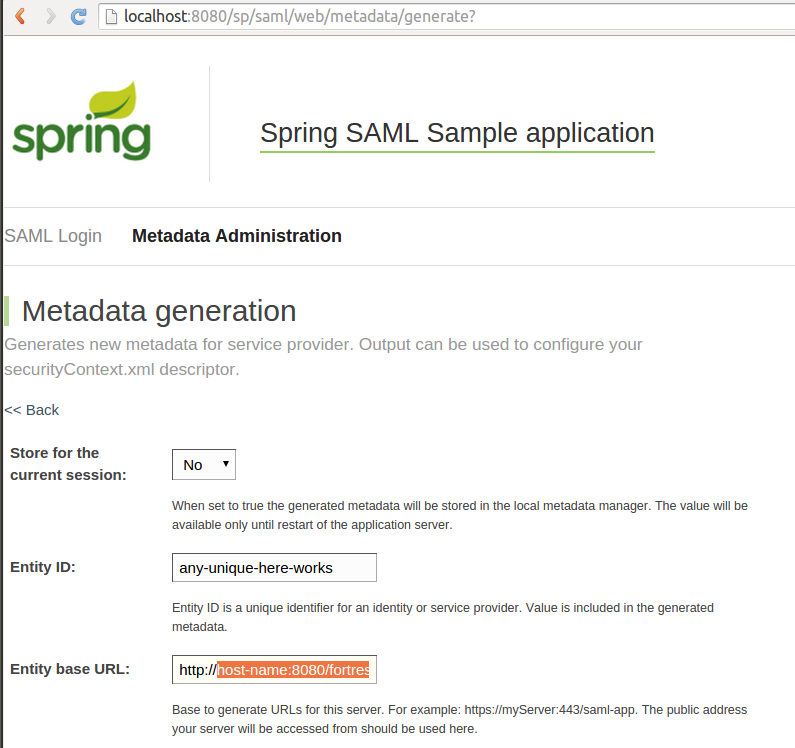 localhost:8080/sp/saml/web/metadata/generate?
spring
Spring SAML Sample application
SAML Login Metadata Administration
Metadata generation
Generates new metadata for service provider. Output can be used to configure your
securityContext.xml descriptor.
<< Back
Store for the
current session:
No
When set to true the generated metadata will be stored in the local metadata manager. The value will be
available only until restart of the application server.
Entity ID:
any-unique-here-works
Entity ID is a unique identifier for an identity or service provider. Value is included in the generated
metadata.
Entity base URL:
http://host-name:8080/fortres
Base to generate URLs for this server. For example: https://myServer:443/saml-app. The public address
your server will be accessed from should be used here.